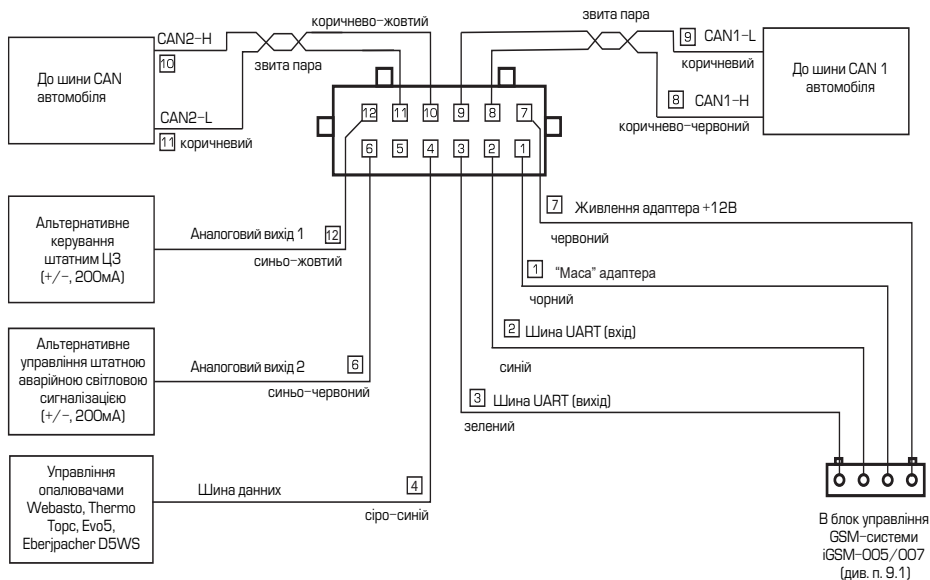 коричнево-жовтий
звита пара
CAN2-H
10
звита пара
До шини CAN
автомобіля
CAN2-L
11 коричневий
9 CAN1-L
коричневий
До шини CAN 1
автомобіля
8 CAN1-H
коричнево-червоний
12 11 10 9 8 7
6 5 4 3 2 1
Альтернативне
керування
штатним ЦЗ
(+/-, 200мА)
Аналоговий вихід 1 12
синьо-жовтий
7 Живлення адаптера +12В
червоний
1 "Маса" адаптера
чорний
2 Шина UART (вхід)
синій
3 Шина UART (вихід)
зелений
Альтернативне
управління штатною
аварійною світловою
сигналізацією
(+/-, 200мА)
Аналоговий вихід 2 6
синьо-червоний
Управління
опалювачами
Webasto, Thermo
Topc, Evo5,
Eberjpacher D5WS
Шина данних 4
сіро-синій
В блок управління
GSM-системи
iGSM-005/007
(див. п. 9.1)